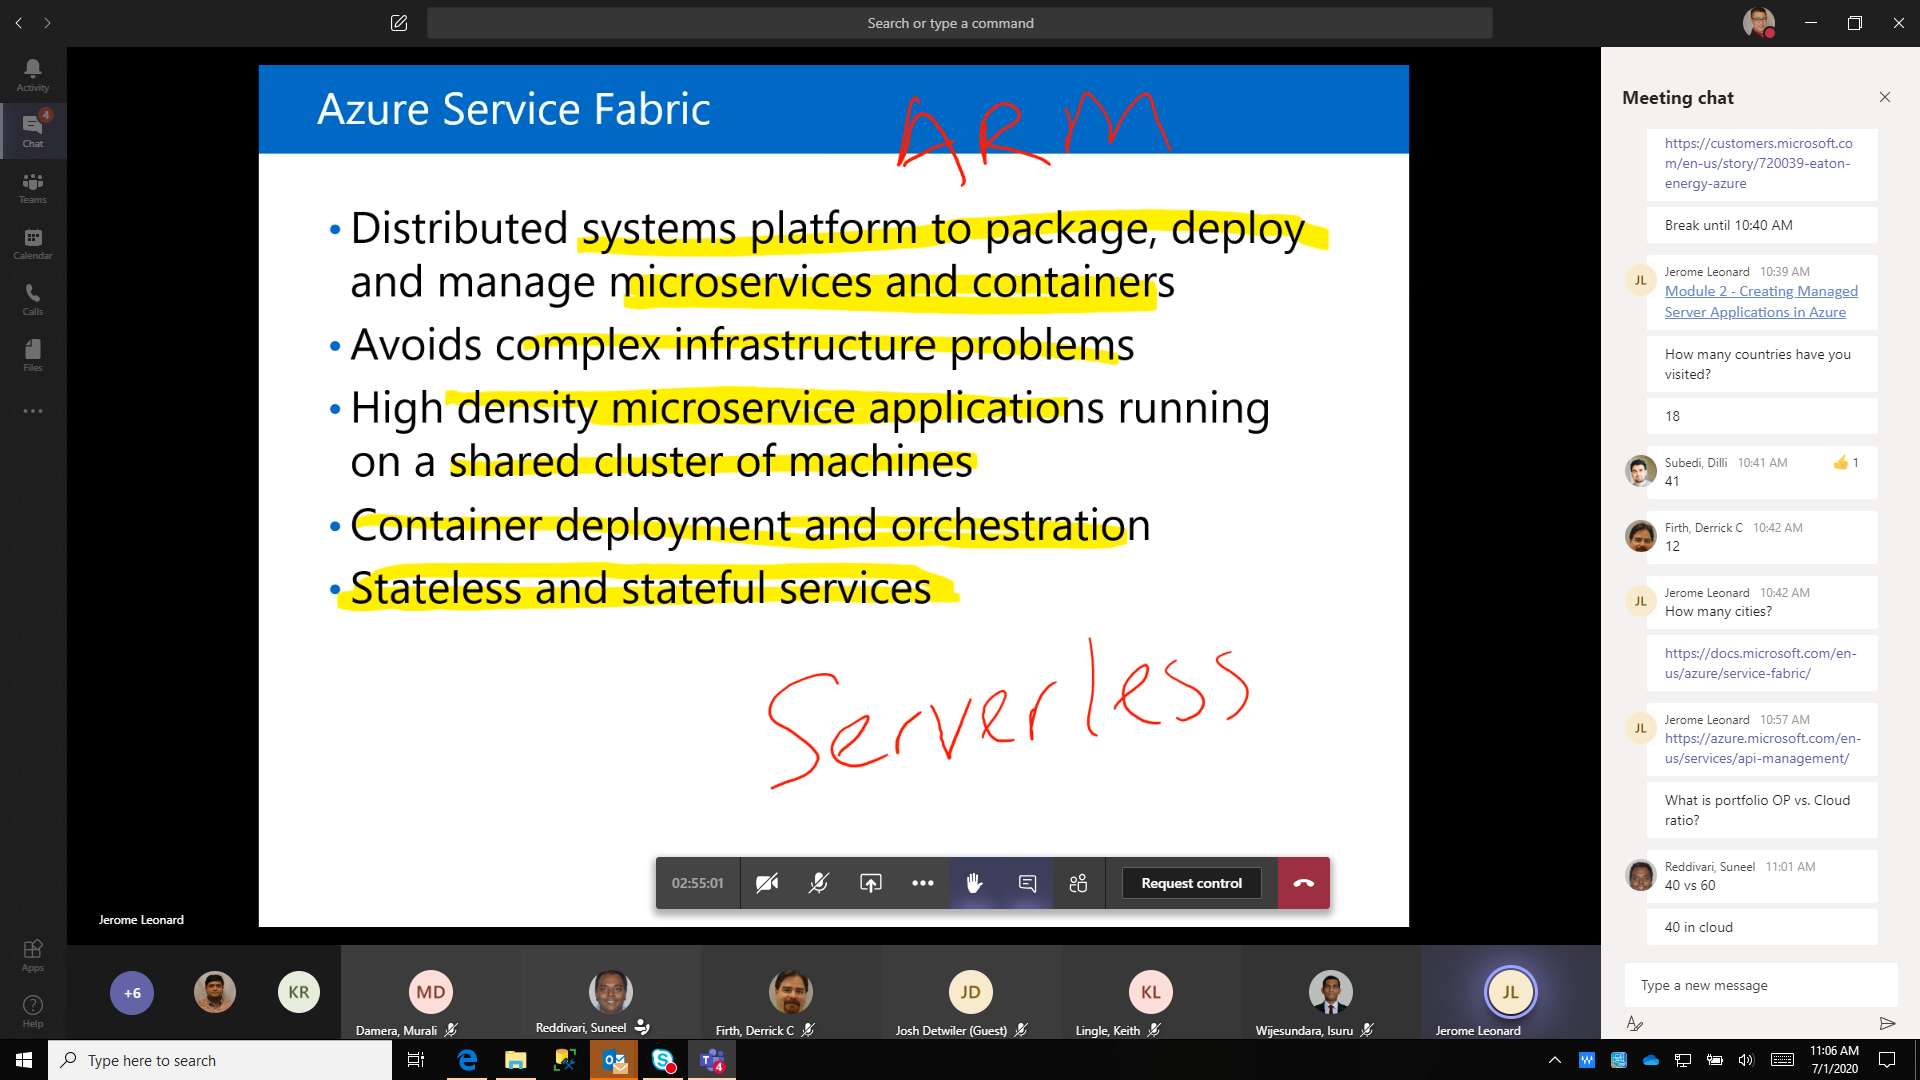 Search or type a command
Activity
4
Chat
Teams
Calendar
Calls
Files
Apps
Help
Azure Service Fabric
ARM
• Distributed systems platform to package, deploy
and manage microservices and containers
• Avoids complex infrastructure problems
• High density microservice applications running
on a shared cluster of machines
• Container deployment and orchestration
• Stateless and stateful services
Serverless
02:55:01
Request control
Jerome Leonard
+6
KR
MD
Damera, Murali
Reddivari, Suneel
Firth, Derrick C
JD
Josh Detwiler (Guest)
KL
Lingle, Keith
Wijesundara, Isuru
JL
Jerome Leonard
Meeting chat
https://customers.microsoft.co
m/en-us/story/720039-eaton-
energy-azure
Break until 10:40 AM
JL
Jerome Leonard 10:39 AM
Module 2 - Creating Managed
Server Applications in Azure
How many countries have you
visited?
18
Subedi, Dilli 10:41 AM 1
41
Firth, Derrick C 10:42 AM
12
JL
Jerome Leonard 10:42 AM
How many cities?
https://docs.microsoft.com/en-
us/azure/service-fabric/
JL
Jerome Leonard 10:57 AM
https://azure.microsoft.com/en-
us/services/api-management/
What is portfolio OP vs. Cloud
ratio?
Reddivari, Suneel 11:01 AM
40 vs 60
40 in cloud
Type a new message
Type here to search
4
11:06 AM
7/1/2020